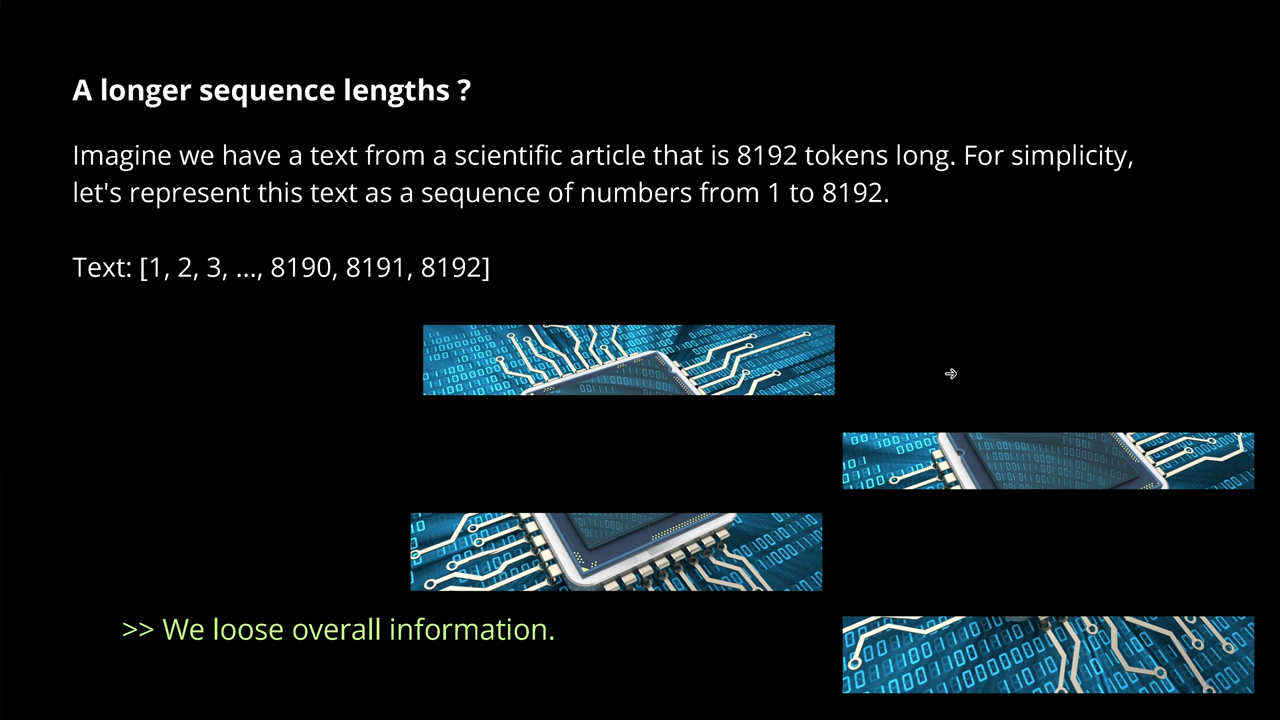 A longer sequence lengths ?
Imagine we have a text from a scientific article that is 8192 tokens long. For simplicity,
let's represent this text as a sequence of numbers from 1 to 8192.
Text: [1, 2, 3, ..., 8190, 8191, 8192]
>> We loose overall information.